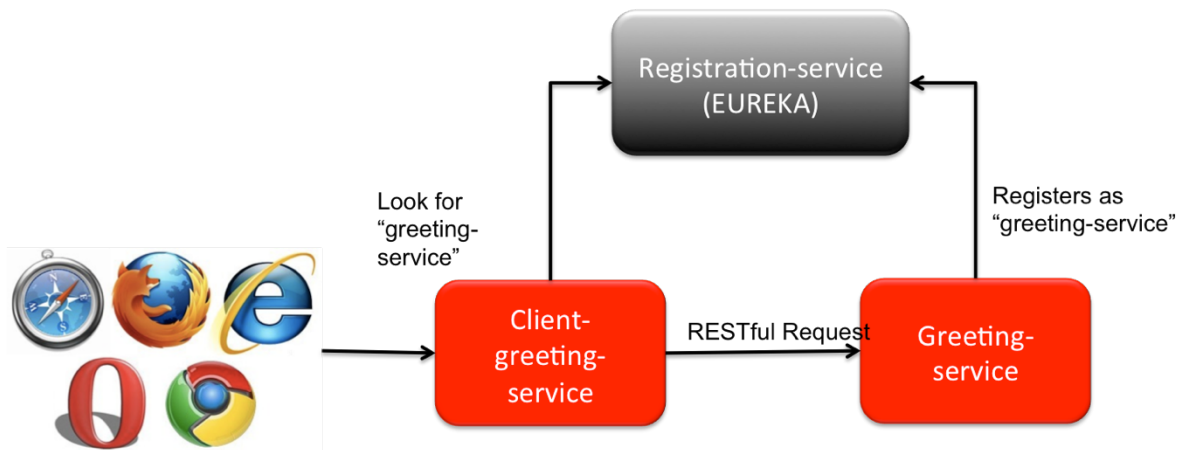 Registration-service
(EUREKA)
Look for
“greeting-
service”
Registers as
“greeting-service”
Client-
greeting-
service
RESTful Request
Greeting-
service